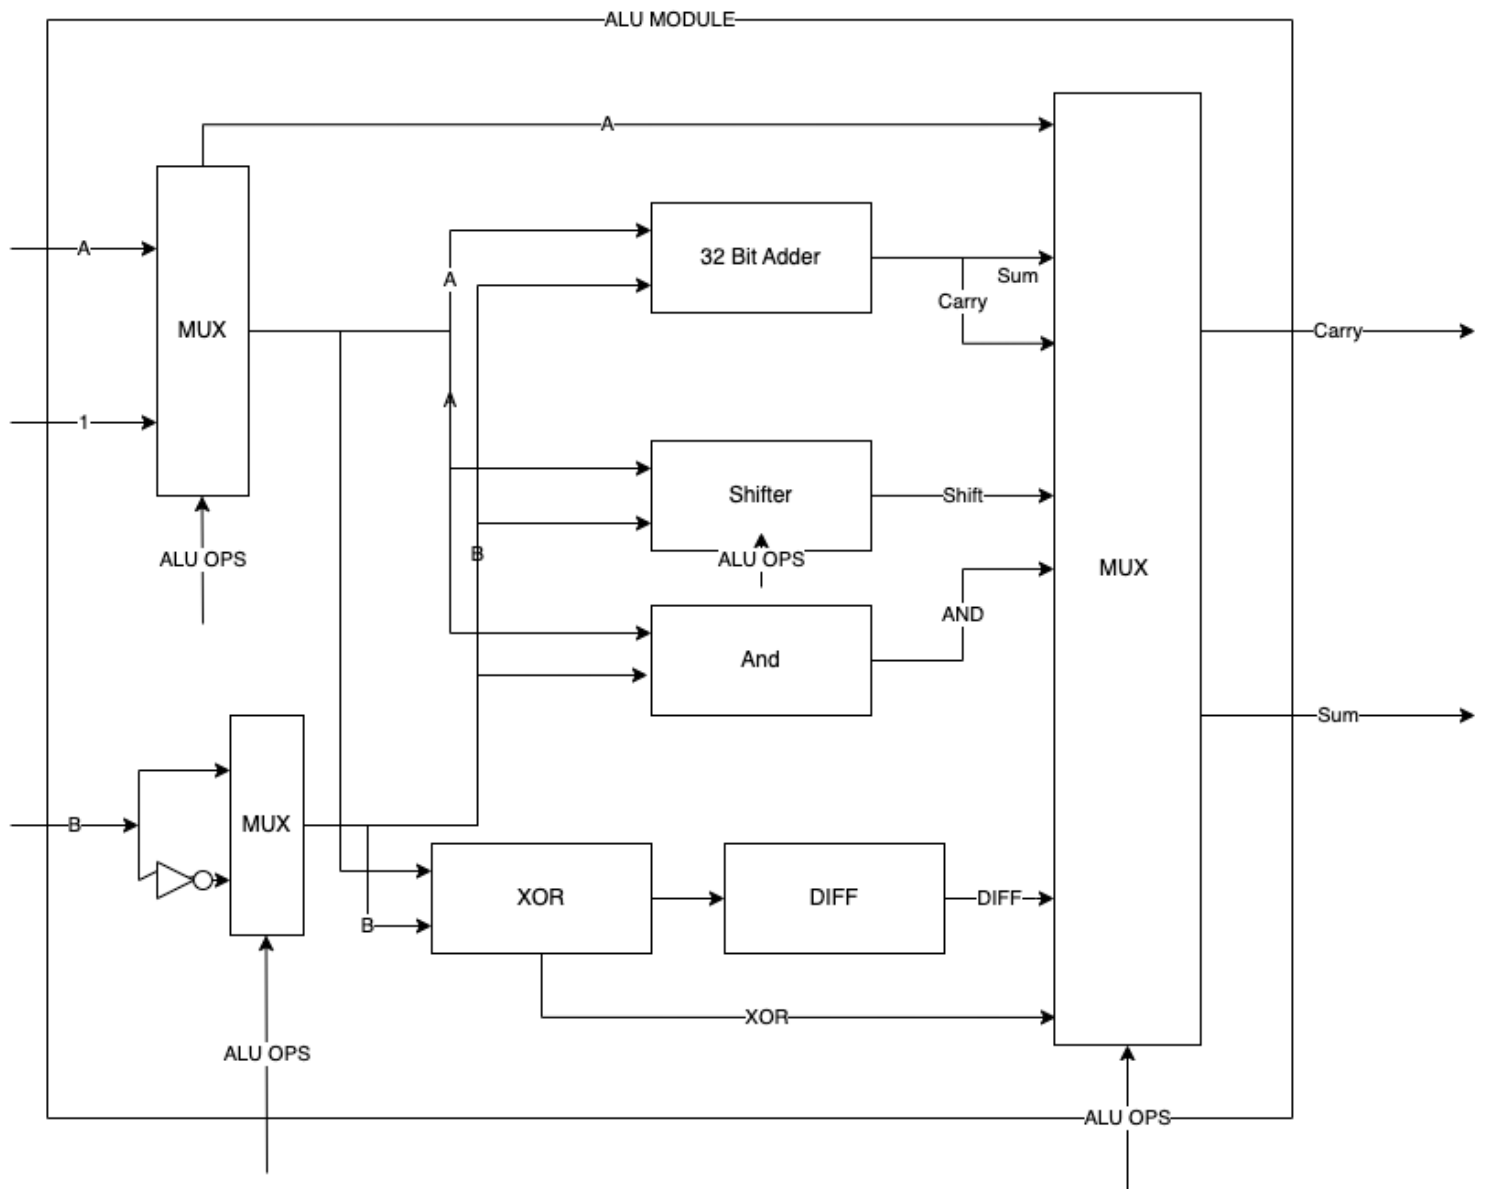 ALU MODULE
A
A
32 Bit Adder
A
Sum
Carry
MUX
Carry
A
1
Shifter
Shift
B
ALU OPS
ALU OPS
MUX
AND
And
Sum
B
MUX
XOR
DIFF
DIFF
B
XOR
ALU OPS
ALU OPS